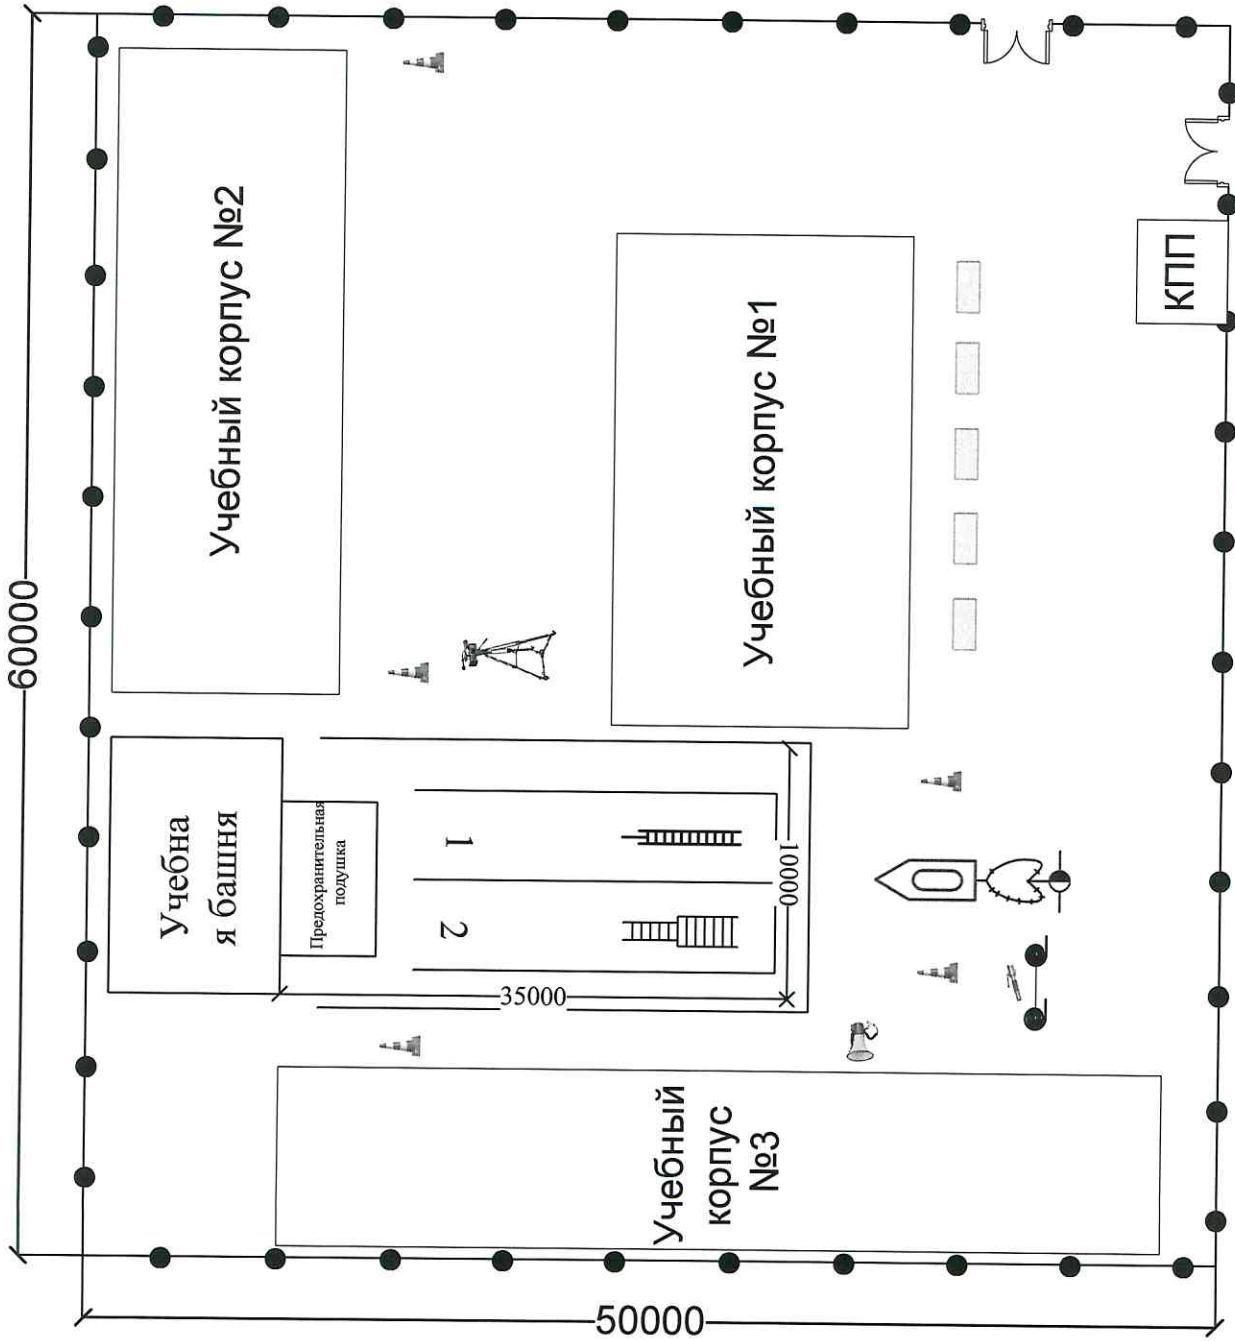 60000
Учебный корпус №2
Учебный корпус №1
КПП
Учебна
я башня
Предохранительная
подушка
1
2
10000
35000
Учебный
корпус
№3
50000